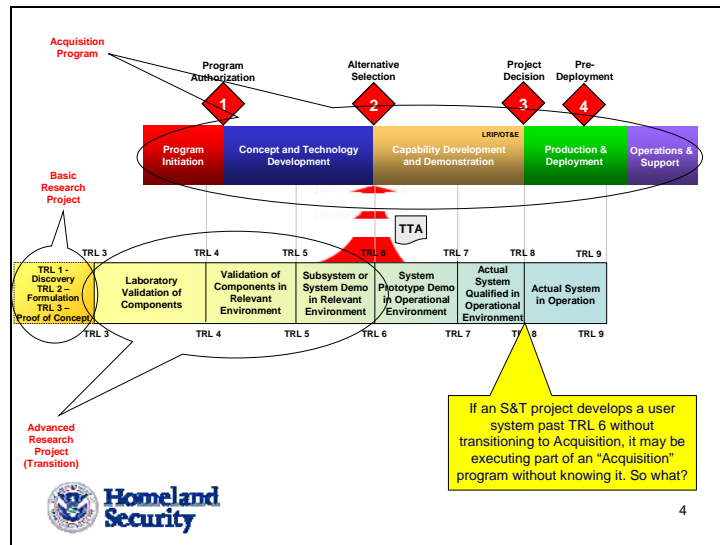 Acquisition
Program
Program
Authorization
Alternative
Selection
Project
Decision
Pre-
Deployment
1
2
3
4
LRIP/OT&E
Program
Initiation
Concept and Technology
Development
Capability Development
and Demonstration
Production &
Deployment
Operations &
Support
Basic
Research
Project
TTA
TRL 3
TRL 4
TRL 5
TRL 6
TRL 7
TRL 8
TRL 9
TRL 1 -
Discovery
TRL 2 –
Formulation
TRL 3 –
Proof of Concept
Laboratory
Validation of
Components
Validation of
Components in
Relevant
Environment
Subsystem or
System Demo
in Relevant
Environment
System
Prototype Demo
in Operational
Environment
Actual
System
Qualified in
Operational
Environment
Actual System
in Operation
TRL 3
TRL 4
TRL 5
TRL 6
TRL 7
TRL 8
TRL 9
Advanced
Research
Project
(Transition)
If an S&T project develops a user
system past TRL 6 without
transitioning to Acquisition, it may be
executing part of an “Acquisition”
program without knowing it. So what?
Homeland
Security
4